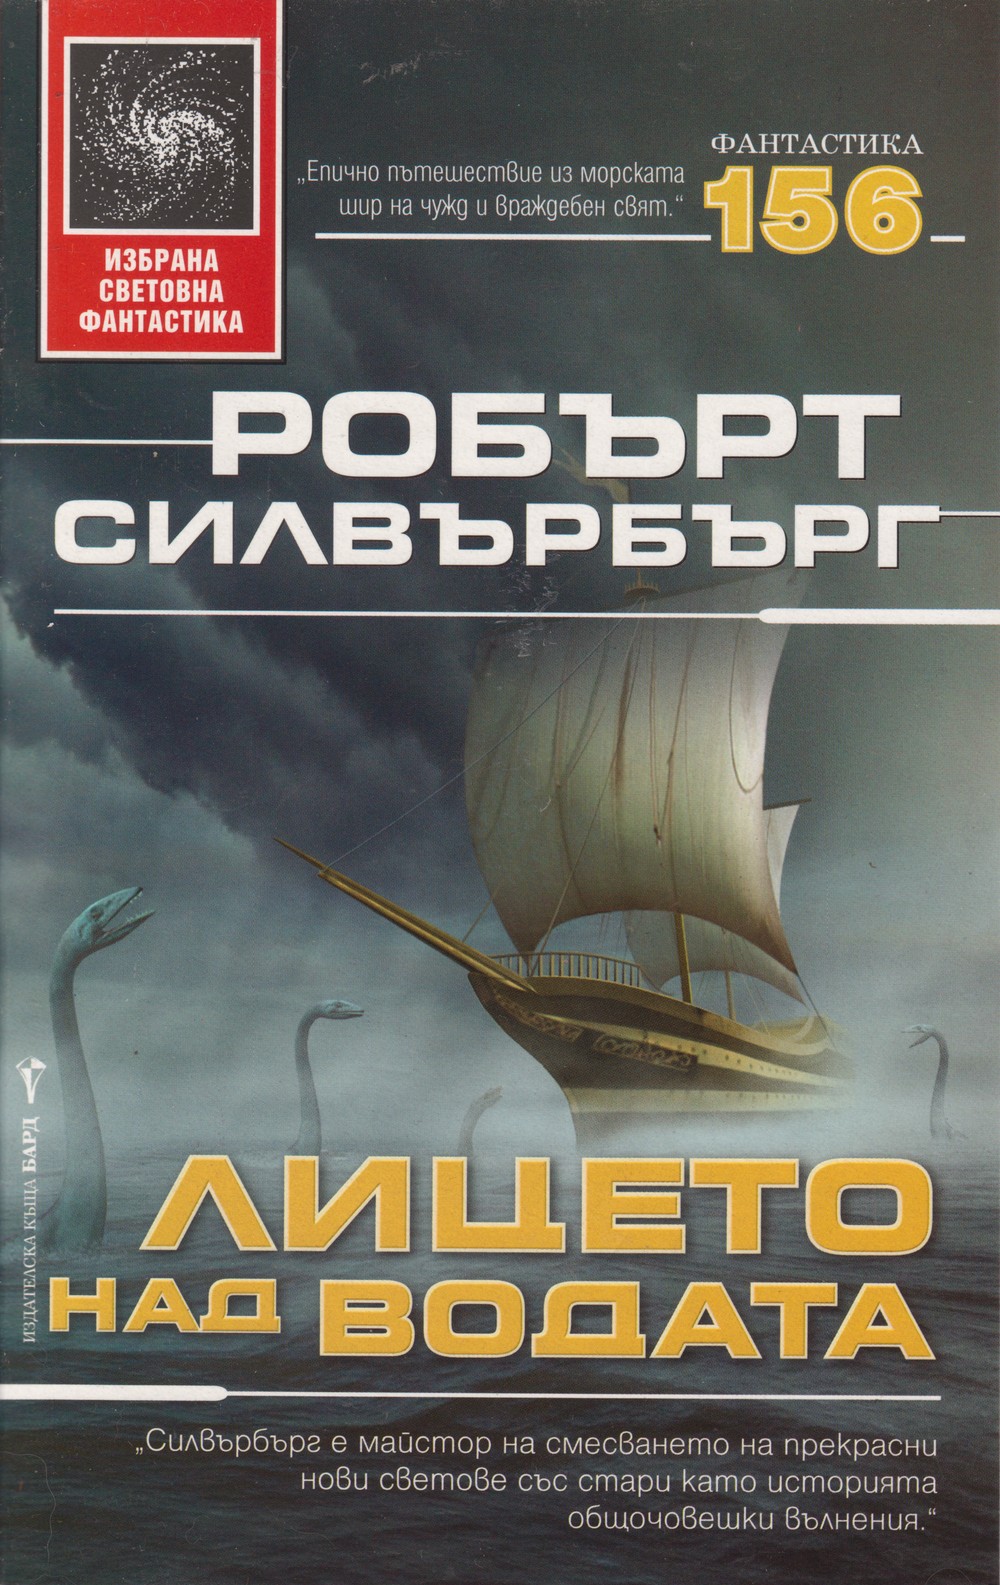 ИЗБРАНА
СВЕТОВНА
ФАНТАСТИКА
ФАНТАСТИКА
156
„Епично пътешествие из морската
шир на чужд и враждебен свят.“
РОБЪРТ
СИЛВЪРБЪРГ
ЛИЦЕТО
НАД ВОДАТА
ИЗДАТЕЛСКА КЪЩА БАРД
„Силвърбърг е майстор на смесването на прекрасни
нови светове със стари като историята
общочовешки вълнения.“